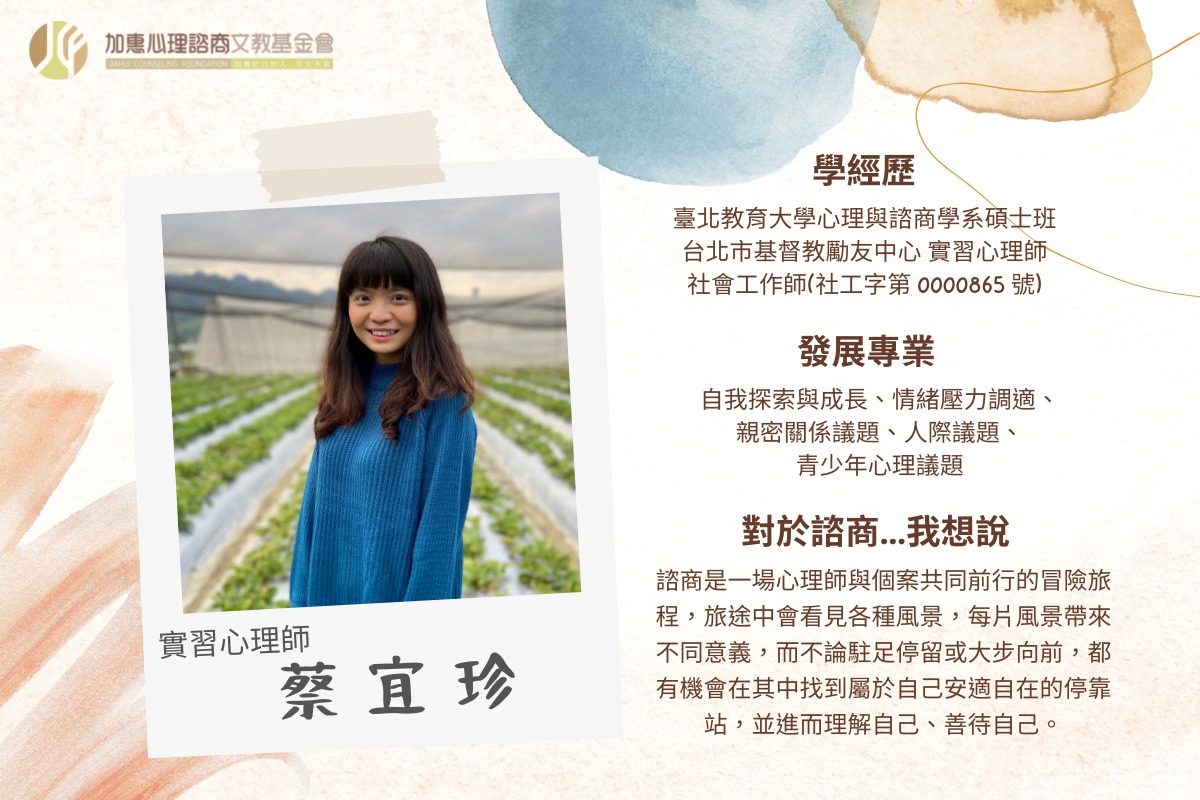 加惠心理諮商文教基金會
JIAHUI COUNSELING FOUNDATION
學經歷
臺北教育大學心理與諮商學系碩士班
台北市基督教勵友中心 實習心理師
社會工作師(社工字第 0000865 號)
發展專業
自我探索與成長、情緒壓力調適、
親密關係議題、人際議題、
青少年心理議題
對於諮商...我想說
諮商是一場心理師與個案共同前行的冒險旅
程，旅途中會看見各種風景，每片風景帶來
不同意義，而不論駐足停留或大步向前，都
有機會在其中找到屬於自己安適自在的停靠
站，並進而理解自己、善待自己。
實習心理師
蔡宜珍